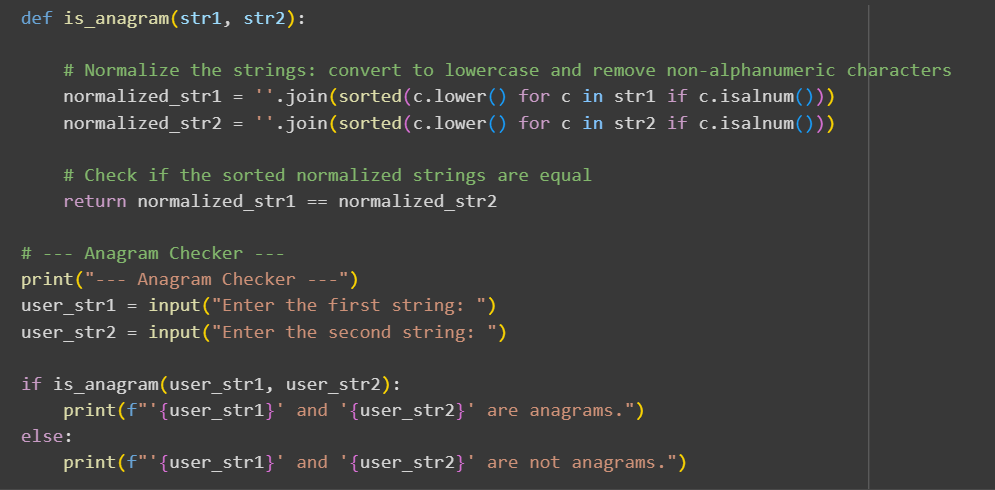 def is_anagram(str1, str2):

    # Normalize the strings: convert to lowercase and remove non-alphanumeric characters
    normalized_str1 = ''.join(sorted(c.lower() for c in str1 if c.isalnum()))
    normalized_str2 = ''.join(sorted(c.lower() for c in str2 if c.isalnum()))

    # Check if the sorted normalized strings are equal
    return normalized_str1 == normalized_str2

# --- Anagram Checker ---
print("--- Anagram Checker ---")
user_str1 = input("Enter the first string: ")
user_str2 = input("Enter the second string: ")

if is_anagram(user_str1, user_str2):
    print(f"'{user_str1}' and '{user_str2}' are anagrams.")
else:
    print(f"'{user_str1}' and '{user_str2}' are not anagrams.")